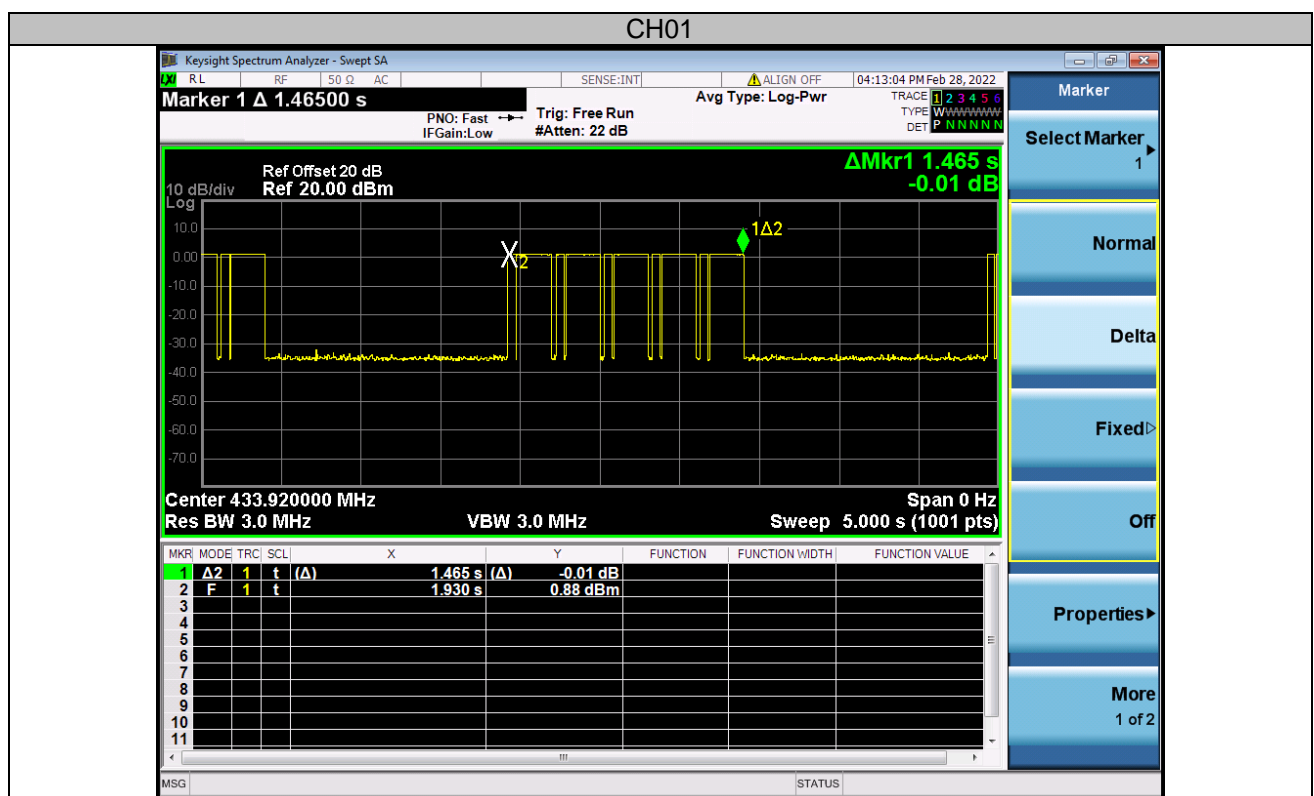 CH01
Keysight Spectrum Analyzer - Swept SA
LXI RL RF 50 Ω AC SENSE:INT ALIGN OFF 04:13:04 PM Feb 28, 2022
Marker 1 Δ 1.46500 s
PNO: Fast
IFGain:Low
Trig: Free Run
#Atten: 22 dB
Avg Type: Log-Pwr
TRACE 1 2 3 4 5 6
TYPE WWWWWW
DET P N N N N N
ΔMkr1 1.465 s
-0.01 dB
Ref Offset 20 dB
10 dB/div Ref 20.00 dBm
Log
10.0
0.00
-10.0
-20.0
-30.0
-40.0
-50.0
-60.0
-70.0
1Δ2
2
Center 433.920000 MHz Span 0 Hz
Res BW 3.0 MHz VBW 3.0 MHz Sweep 5.000 s (1001 pts)
MKR MODE TRC SCL X Y FUNCTION FUNCTION WIDTH FUNCTION VALUE
1 Δ2 1 t (Δ) 1.465 s (Δ) -0.01 dB
2 F 1 t 1.930 s 0.88 dBm
3
4
5
6
7
8
9
10
11
MSG STATUS
Marker
Select Marker
1
Normal
Delta
Fixed
Off
Properties
More
1 of 2